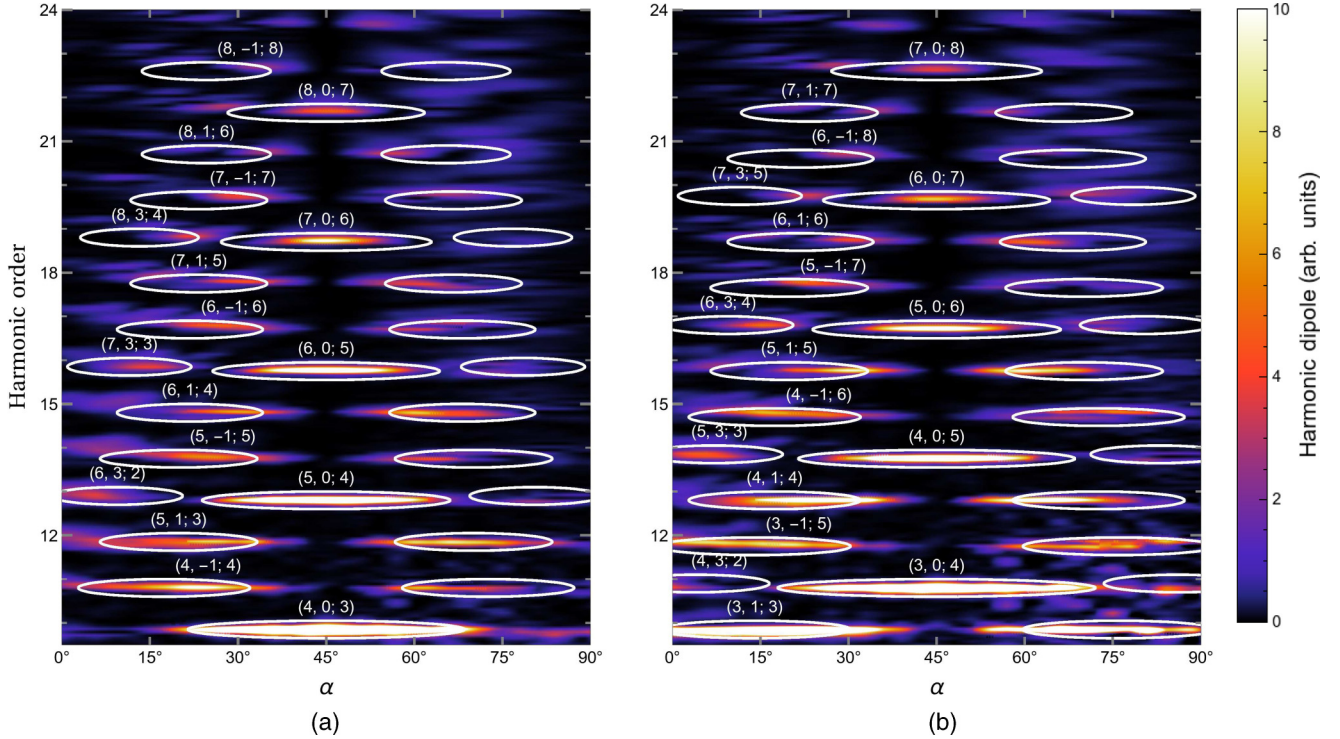 24
21
18
15
12
Harmonic order
(8, −1; 8)
(8, 0; 7)
(8, 1; 6)
(7, −1; 7)
(8, 3; 4)
(7, 0; 6)
(7, 1; 5)
(6, −1; 6)
(7, 3; 3)
(6, 0; 5)
(6, 1; 4)
(5, −1; 5)
(6, 3; 2)
(5, 0; 4)
(5, 1; 3)
(4, −1; 4)
(4, 0; 3)
0° 15° 30° 45° 60° 75° 90°
α
(a)
24
21
18
15
12
(7, 0; 8)
(7, 1; 7)
(6, −1; 8)
(7, 3; 5)
(6, 0; 7)
(6, 1; 6)
(5, −1; 7)
(6, 3; 4)
(5, 0; 6)
(5, 1; 5)
(4, −1; 6)
(5, 3; 3)
(4, 0; 5)
(4, 1; 4)
(3, −1; 5)
(4, 3; 2)
(3, 0; 4)
(3, 1; 3)
0° 15° 30° 45° 60° 75° 90°
α
(b)
10
8
6
4
2
0
Harmonic dipole (arb. units)